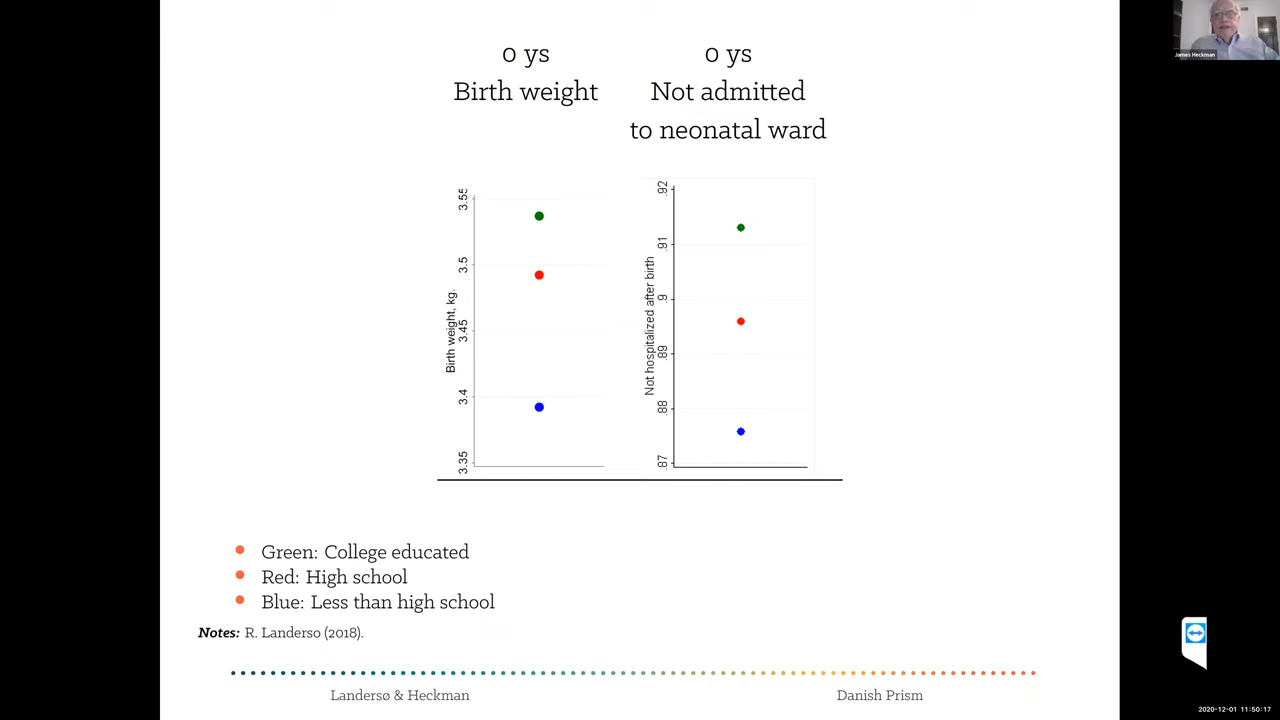 0 ys
Birth weight
0 ys
Not admitted
to neonatal ward
Birth weight, kg.
3.55
3.5
3.45
3.4
3.35
Not hospitalized after birth
.92
.91
.9
.89
.88
.87
Green: College educated
Red: High school
Blue: Less than high school
Notes: R. Landerso (2018).
Landersø & Heckman
Danish Prism
James Heckman
2020-12-01 11:50:17